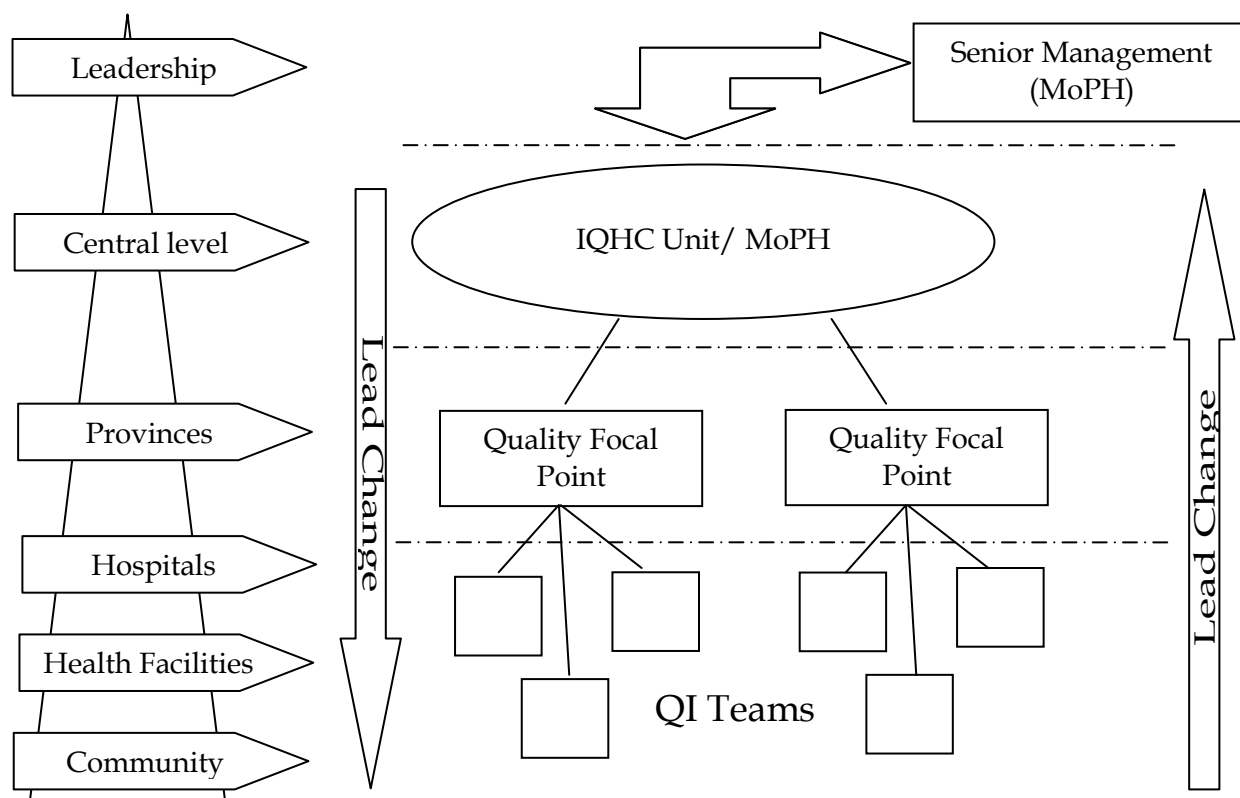 Leadership
Senior Management
(MoPH)
Central level
IQHC Unit/ MoPH
Lead Change
Lead Change
Provinces
Quality Focal
Point
Quality Focal
Point
Hospitals
Health Facilities
QI Teams
Community